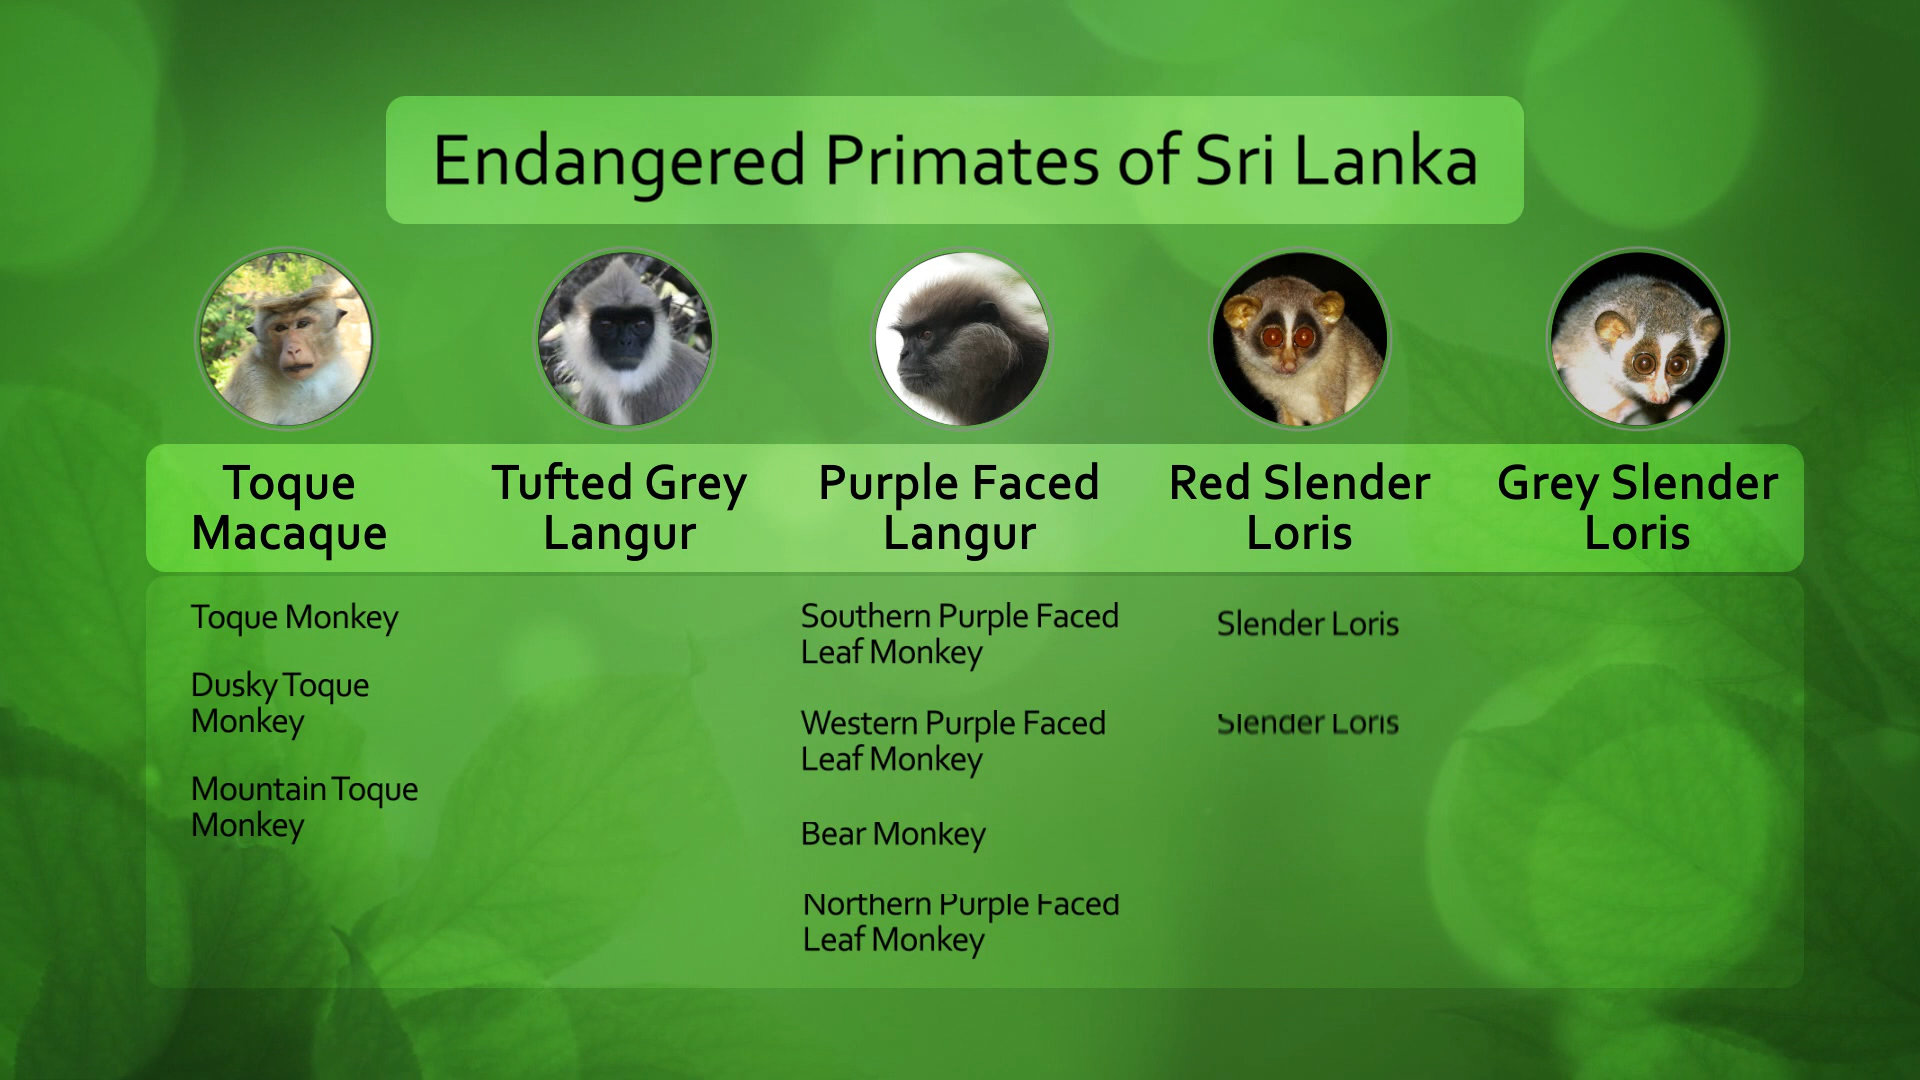 Endangered Primates of Sri Lanka
Toque
Macaque
Tufted Grey
Langur
Purple Faced
Langur
Red Slender
Loris
Grey Slender
Loris
Toque Monkey
Dusky Toque
Monkey
Mountain Toque
Monkey
Southern Purple Faced
Leaf Monkey
Western Purple Faced
Leaf Monkey
Bear Monkey
Northern Purple Faced
Leaf Monkey
Slender Loris
Slender Loris